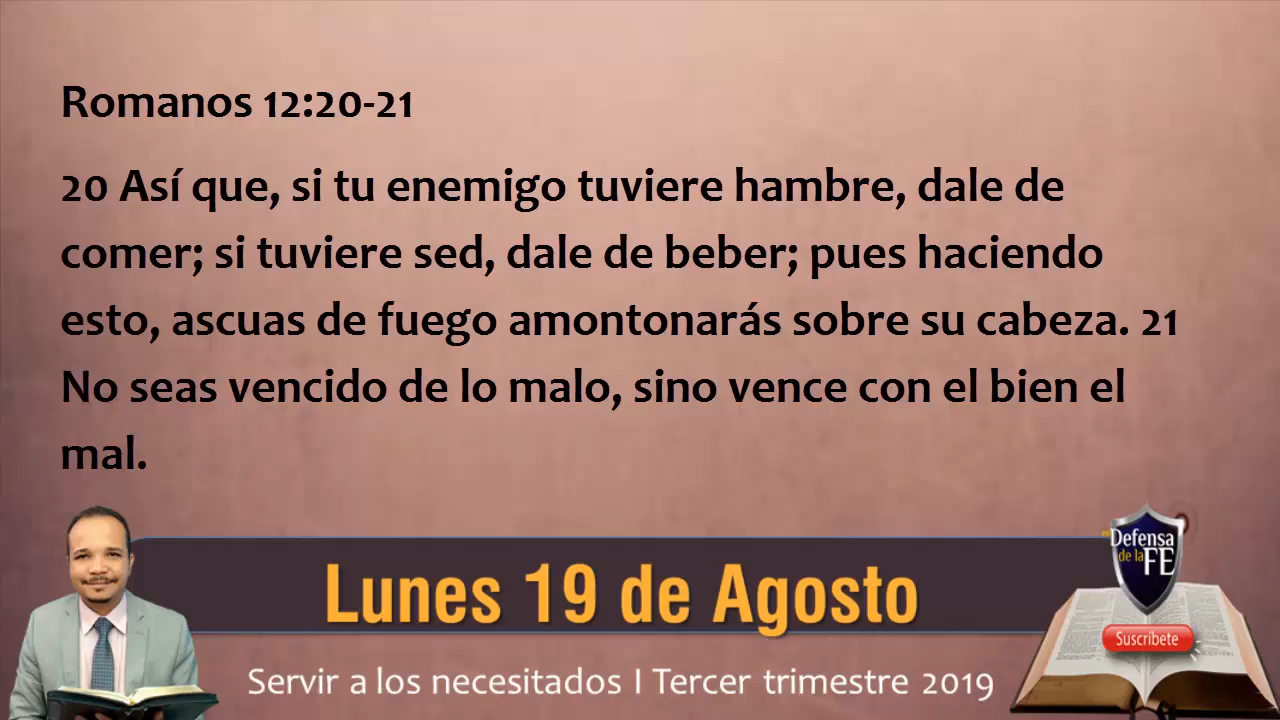 Romanos 12:20-21
20 Así que, si tu enemigo tuviere hambre, dale de
comer; si tuviere sed, dale de beber; pues haciendo
esto, ascuas de fuego amontonarás sobre su cabeza. 21
No seas vencido de lo malo, sino vence con el bien el
mal.
Defensa
de la FE
Lunes 19 de Agosto
Suscríbete
Servir a los necesitados I Tercer trimestre 2019